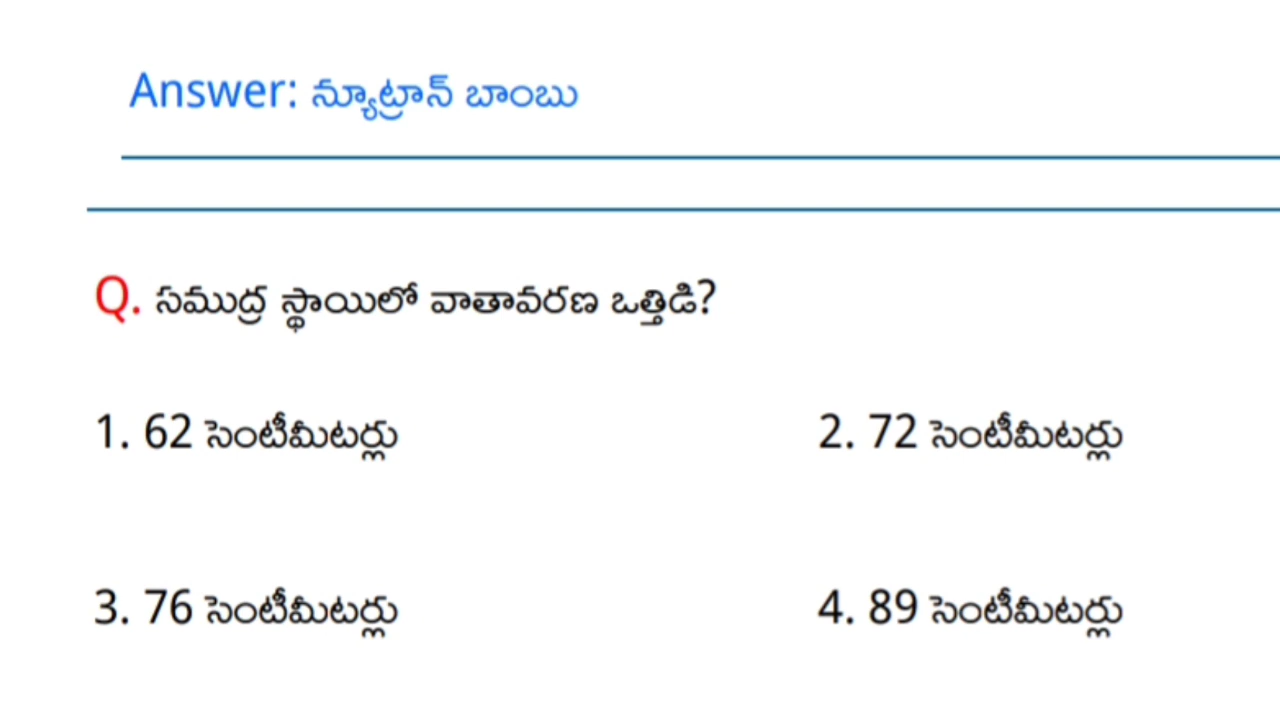 Answer: న్యూట్రాన్ బాంబు
Q. సముద్ర స్థాయిలో వాతావరణ ఒత్తిడి?
1. 62 సెంటీమీటర్లు 2. 72 సెంటీమీటర్లు
3. 76 సెంటీమీటర్లు 4. 89 సెంటీమీటర్లు